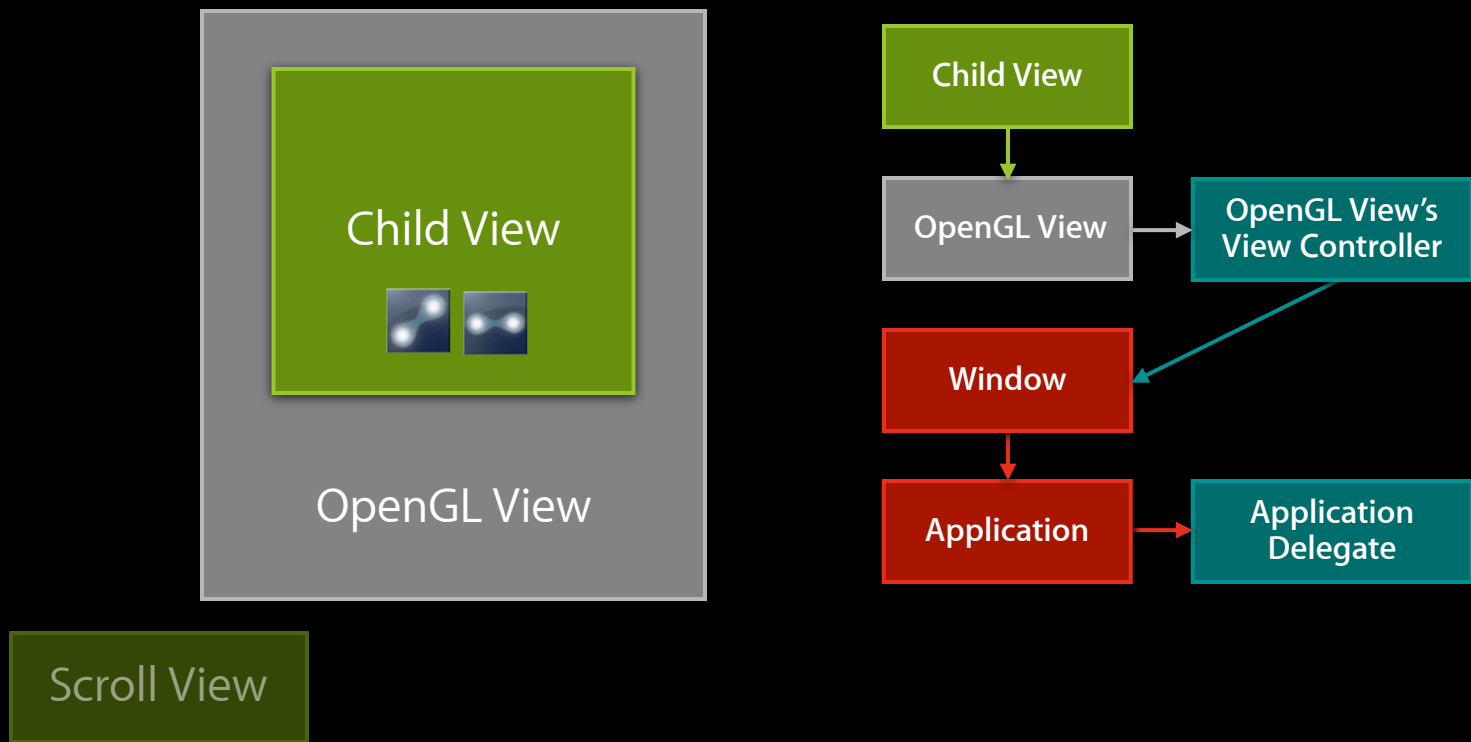 Child View
OpenGL View
Scroll View
Child View
OpenGL View
OpenGL View’s
View Controller
Window
Application
Application
Delegate